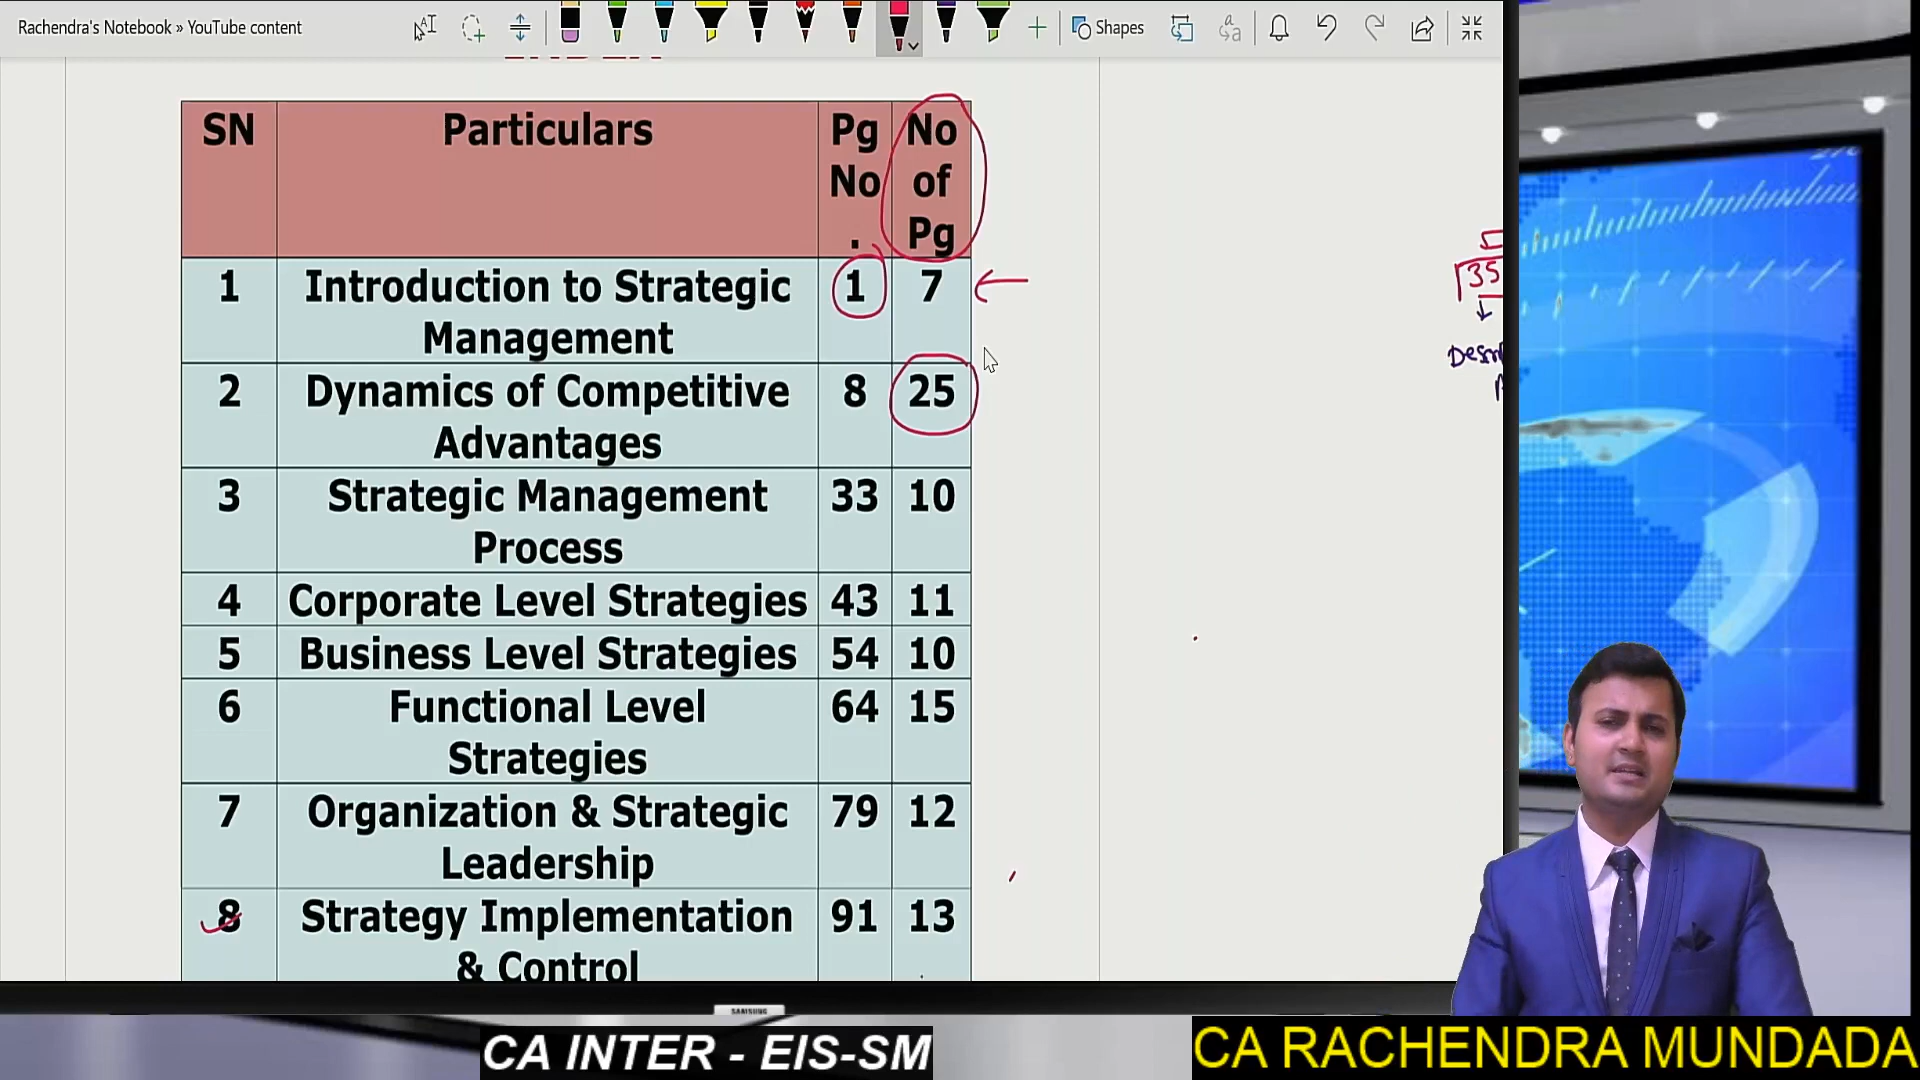 Rachendra's Notebook » YouTube content
Shapes
SN Particulars Pg No . No of Pg
1 Introduction to Strategic Management 1 7
2 Dynamics of Competitive Advantages 8 25
3 Strategic Management Process 33 10
4 Corporate Level Strategies 43 11
5 Business Level Strategies 54 10
6 Functional Level Strategies 64 15
7 Organization & Strategic Leadership 79 12
8 Strategy Implementation & Control 91 13
35
SAMSUNG
CA INTER - EIS-SM
CA RACHENDRA MUNDADA